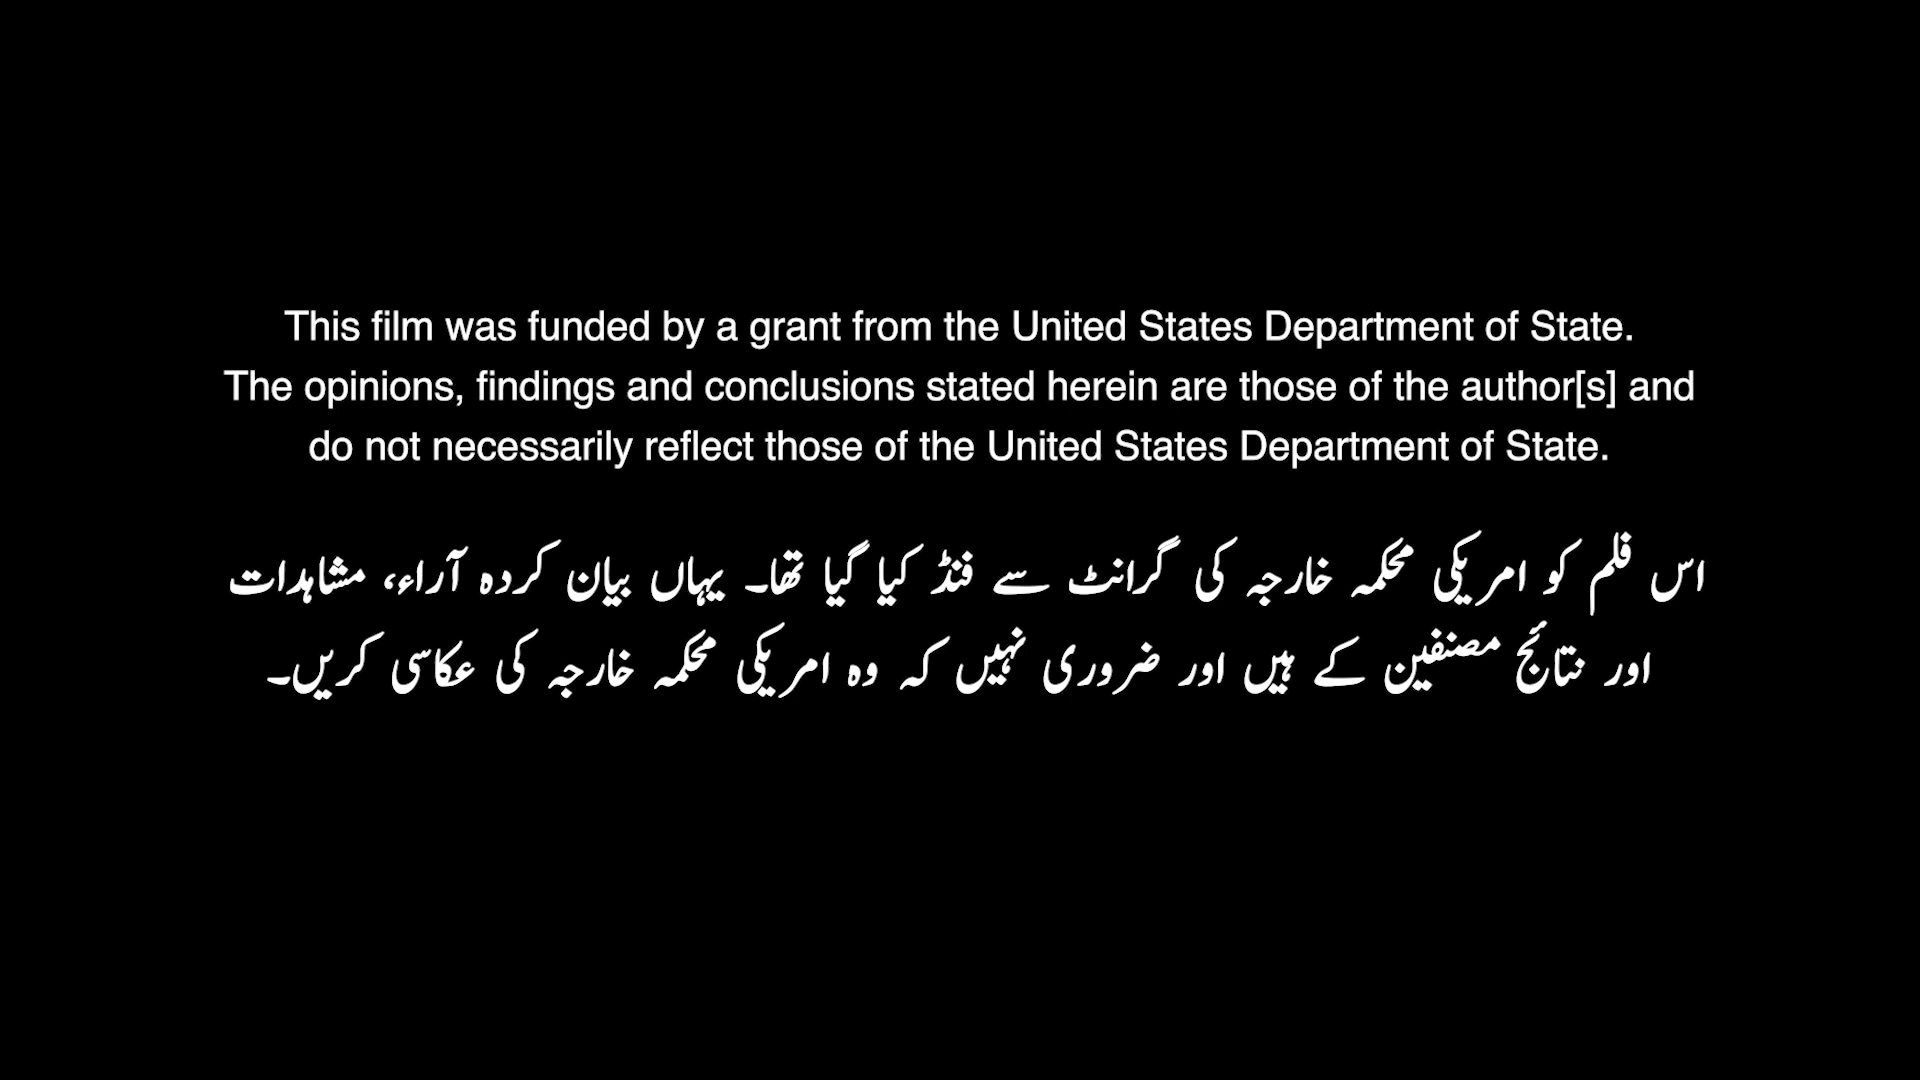 This film was funded by a grant from the United States Department of State.
The opinions, findings and conclusions stated herein are those of the author[s] and
do not necessarily reflect those of the United States Department of State.
اس فلم کو امریکی محکمہ خارجہ کی گرانٹ سے فنڈ کیا گیا تھا۔ یہاں بیان کردہ آراء، مشاہدات
اور نتائج مصنفین کے ہیں اور ضروری نہیں کہ وہ امریکی محکمہ خارجہ کی عکاسی کریں۔